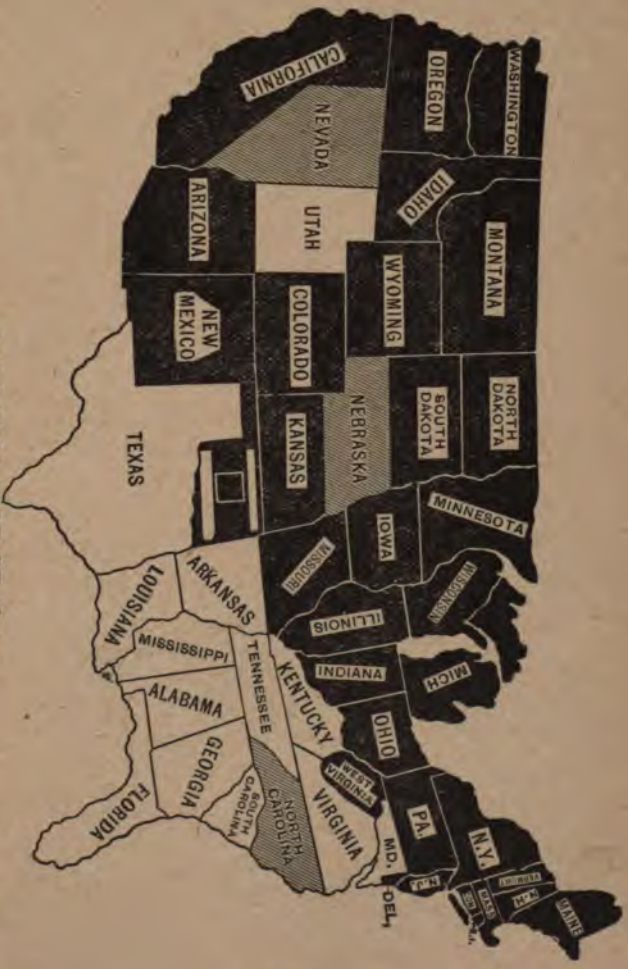 WASHINGTON
OREGON
CALIFORNIA
NEVADA
IDAHO
MONTANA
WYOMING
UTAH
ARIZONA
COLORADO
NEW
MEXICO
NORTH
DAKOTA
SOUTH
DAKOTA
NEBRASKA
KANSAS
TEXAS
MINNESOTA
IOWA
MISSOURI
ARKANSAS
LOUISIANA
WISCONSIN
ILLINOIS
MICH
INDIANA
OHIO
KENTUCKY
TENNESSEE
MISSISSIPPI
ALABAMA
GEORGIA
FLORIDA
SOUTH
CAROLINA
NORTH
CAROLINA
VIRGINIA
WEST
VIRGINIA
MD.
DEL,
PA.
N.J.
N.Y.
VERMONT
N.H.
MASS
R.I.
MAINE